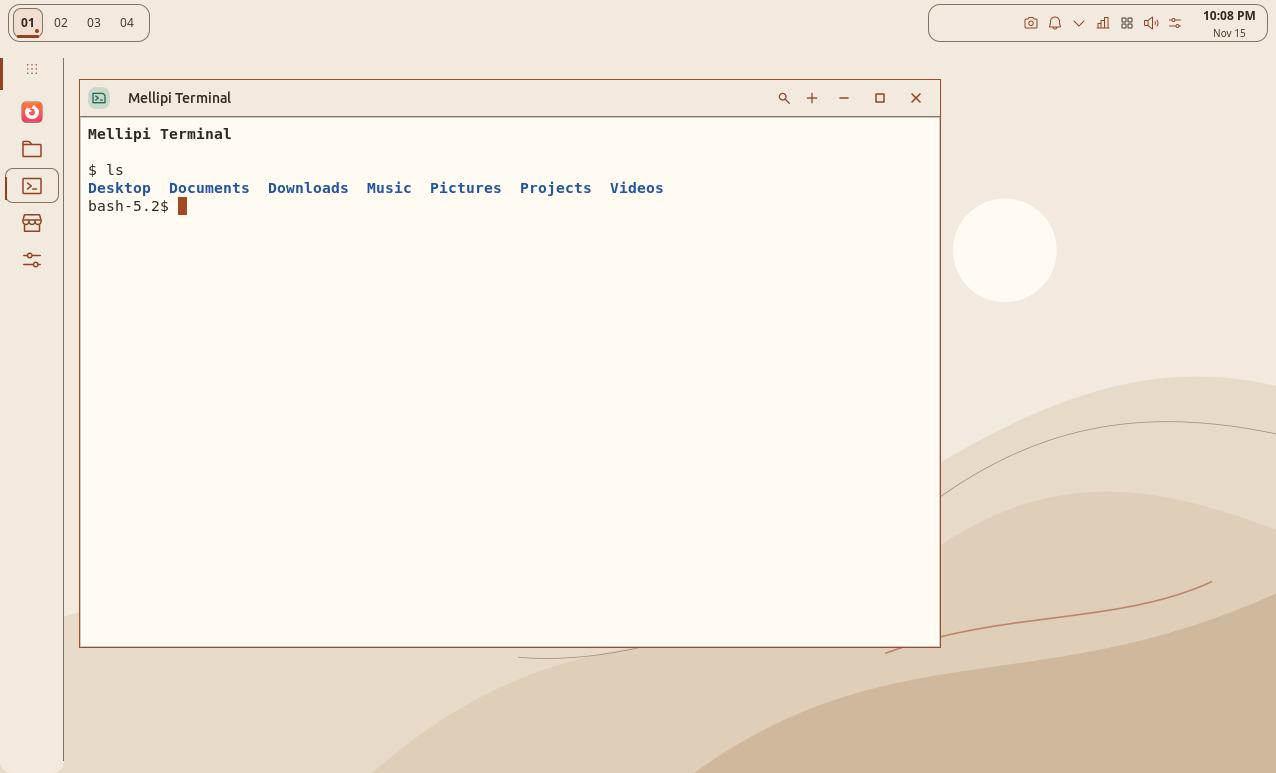 01 02 03 04
10:08 PM
Nov 15
Mellipi Terminal
Mellipi Terminal
$ ls
Desktop  Documents  Downloads  Music  Pictures  Projects  Videos
bash-5.2$